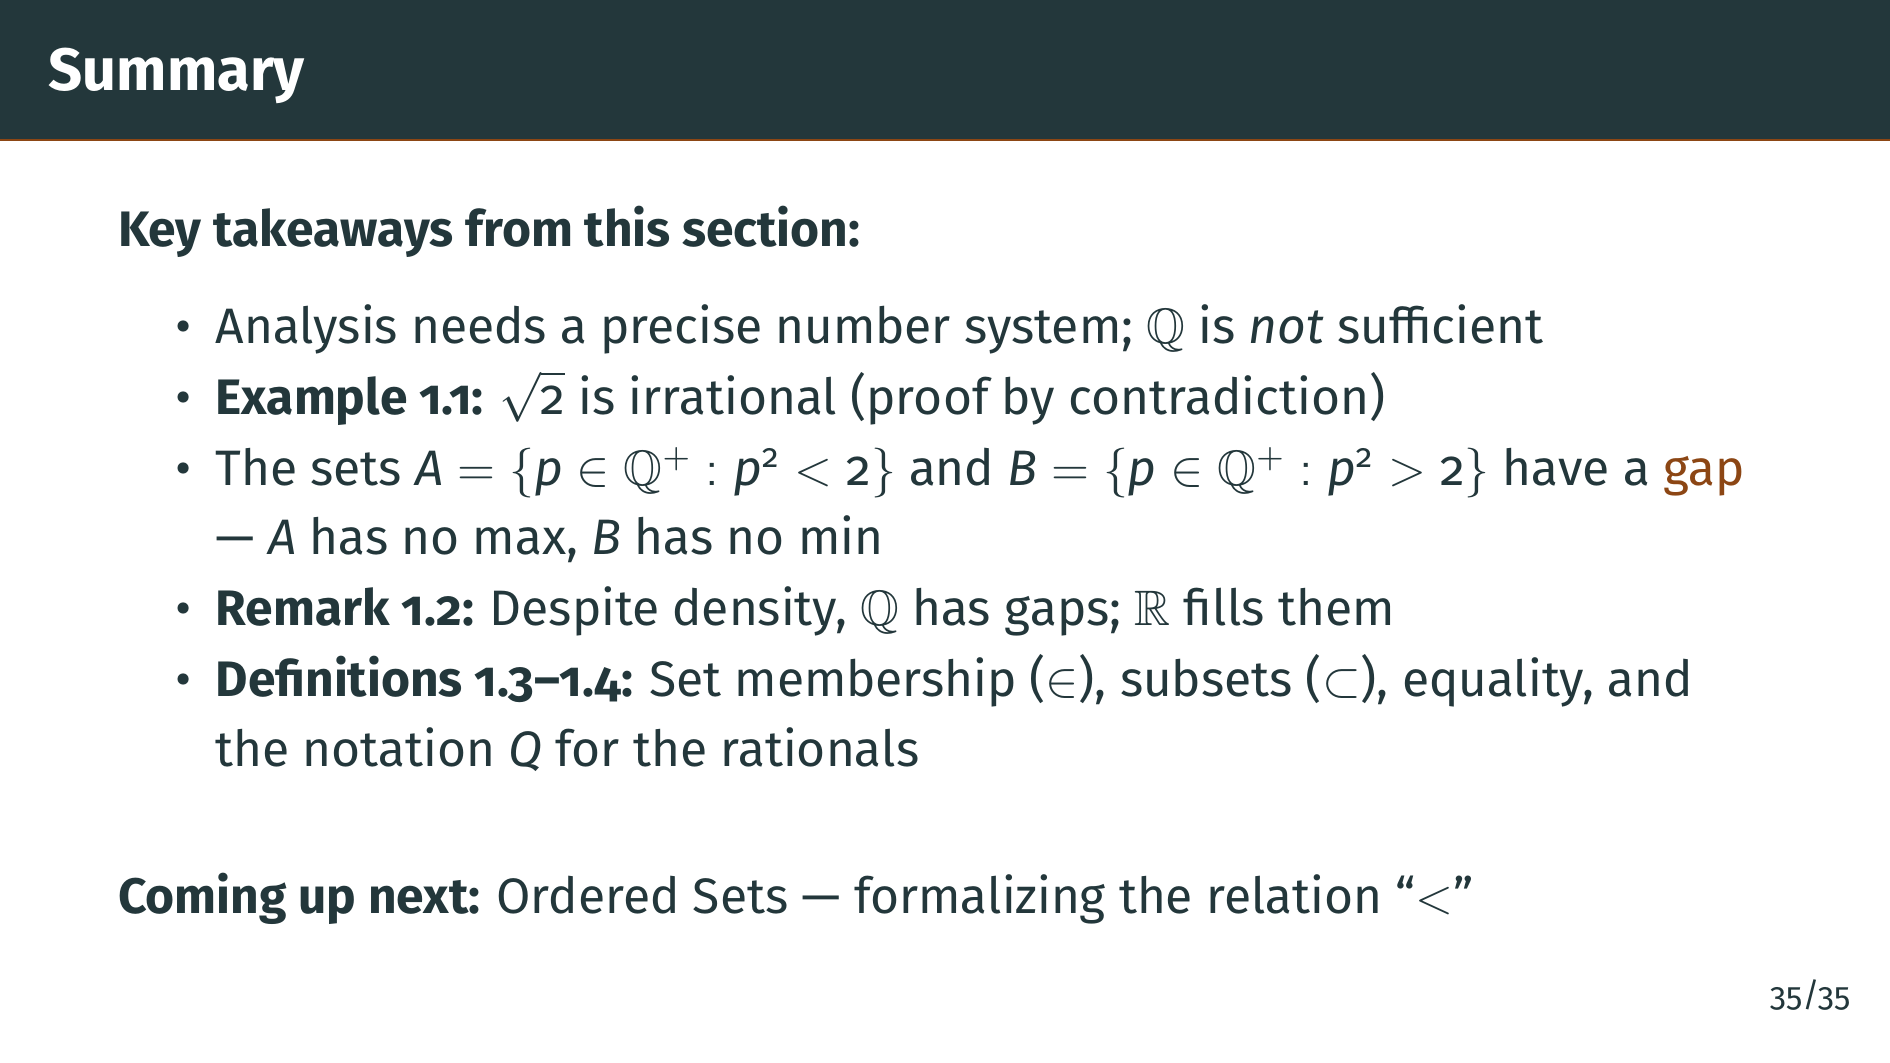 Summary
Key takeaways from this section:
• Analysis needs a precise number system; ℚ is not sufficient
• Example 1.1: √2 is irrational (proof by contradiction)
• The sets A = {p ∈ ℚ⁺ : p² < 2} and B = {p ∈ ℚ⁺ : p² > 2} have a gap
— A has no max, B has no min
• Remark 1.2: Despite density, ℚ has gaps; ℝ fills them
• Definitions 1.3–1.4: Set membership (∈), subsets (⊂), equality, and
the notation Q for the rationals
Coming up next: Ordered Sets — formalizing the relation “<”
35/35